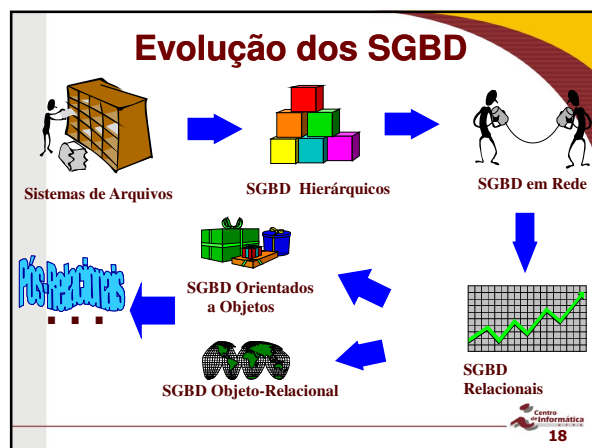 Evolução dos SGBD
Sistemas de Arquivos
SGBD Hierárquicos
SGBD em Rede
SGBD
Relacionais
SGBD Orientados
a Objetos
SGBD Objeto-Relacional
Pós-Relacionais
. . .
Centro
de Informática
UFPE
18